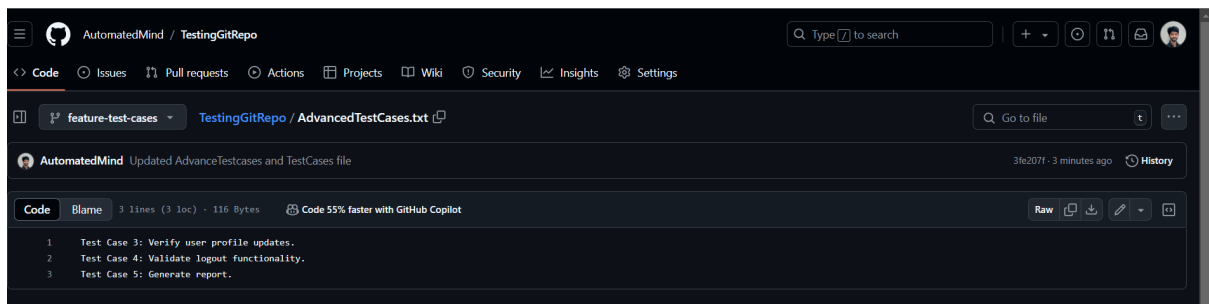 AutomatedMind / TestingGitRepo
Type / to search
<> Code Issues Pull requests Actions Projects Wiki Security Insights Settings
feature-test-cases TestingGitRepo / AdvancedTestCases.txt
Go to file t
AutomatedMind Updated AdvanceTestcases and TestCases file
3fe207f · 3 minutes ago History
Code Blame 3 lines (3 loc) · 116 Bytes Code 55% faster with GitHub Copilot
Raw
1 Test Case 3: Verify user profile updates.
2 Test Case 4: Validate logout functionality.
3 Test Case 5: Generate report.